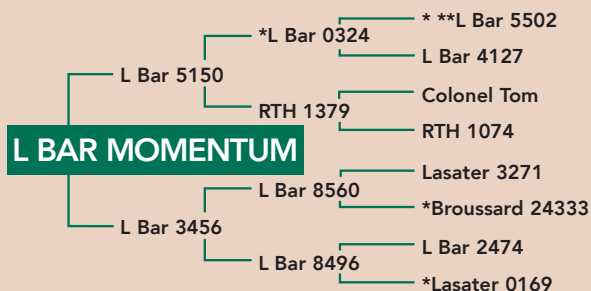 * **L Bar 5502
*L Bar 0324
L Bar 4127
L Bar 5150
Colonel Tom
RTH 1379
RTH 1074
L BAR MOMENTUM
Lasater 3271
L Bar 8560
*Broussard 24333
L Bar 3456
L Bar 2474
L Bar 8496
*Lasater 0169